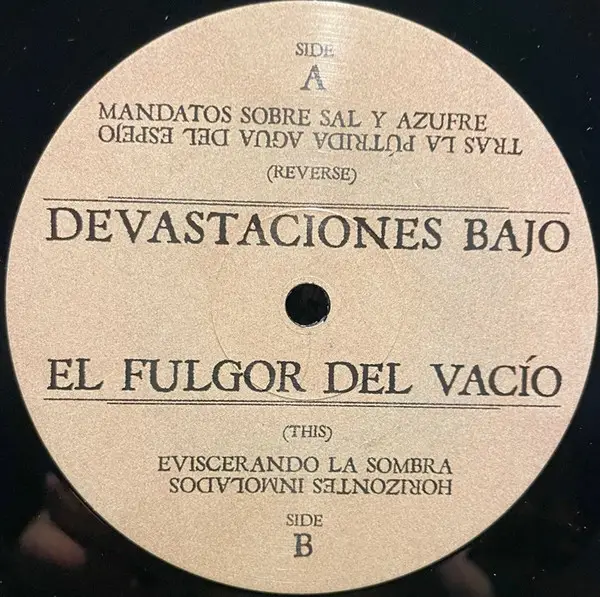 SIDE
A
MANDATOS SOBRE SAL Y AZUFRE
TRAS LA PÚTRIDA AGUA DEL ESPEJO
(REVERSE)
DEVASTACIONES BAJO
EL FULGOR DEL VACÍO
(THIS)
EVISCERANDO LA SOMBRA
HORIZONTES INMOLADOS
SIDE
B